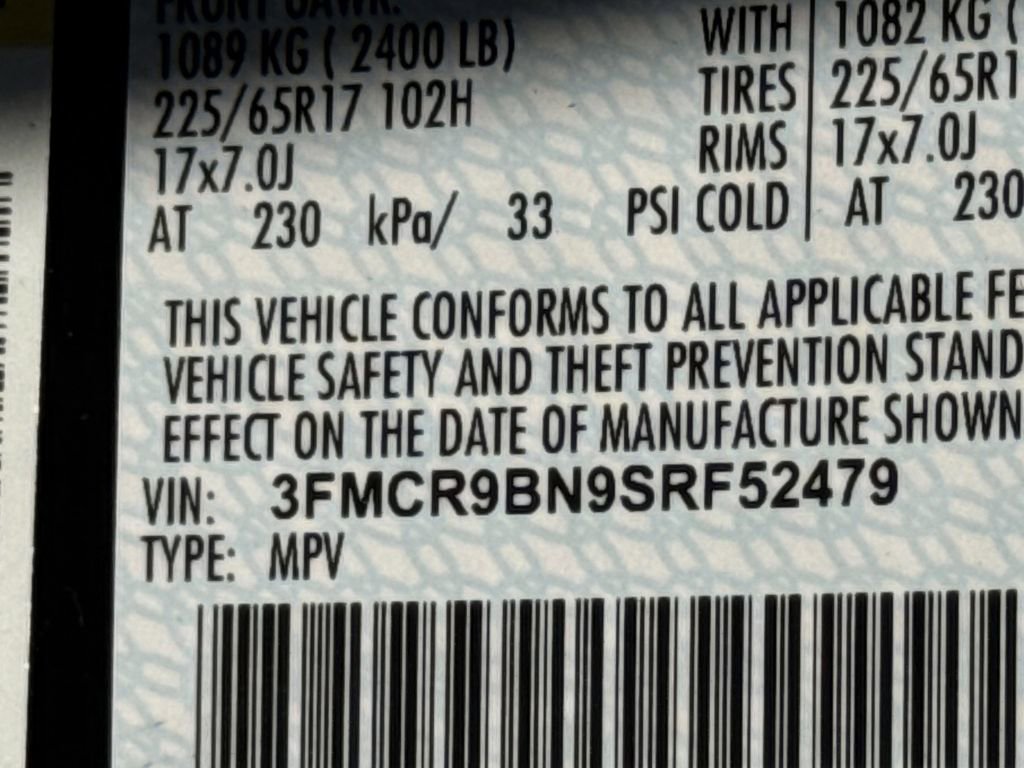 FRONT GAWR:
1089 KG ( 2400 LB) WITH 1082 KG (
225/65R17 102H TIRES 225/65R1
17x7.0J RIMS 17x7.0J
AT 230 kPa/ 33 PSI COLD AT 230
THIS VEHICLE CONFORMS TO ALL APPLICABLE FE
VEHICLE SAFETY AND THEFT PREVENTION STAND
EFFECT ON THE DATE OF MANUFACTURE SHOWN
VIN: 3FMCR9BN9SRF52479
TYPE: MPV